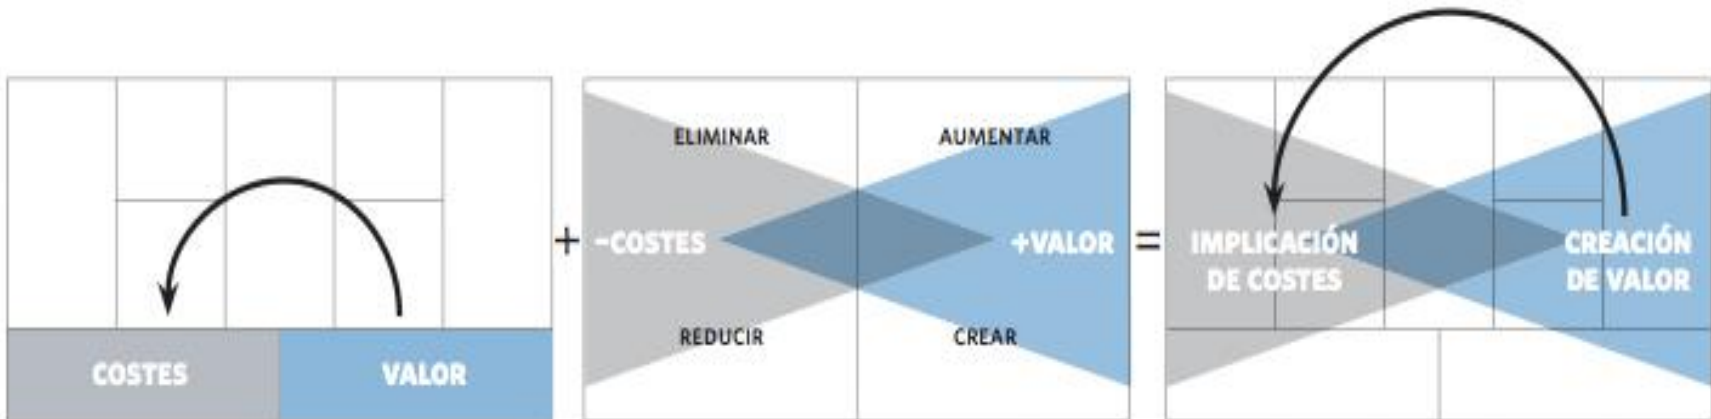 COSTES
VALOR
+
ELIMINAR
AUMENTAR
-COSTES
+VALOR
REDUCIR
CREAR
=
IMPLICACIÓN
DE COSTES
CREACIÓN
DE VALOR